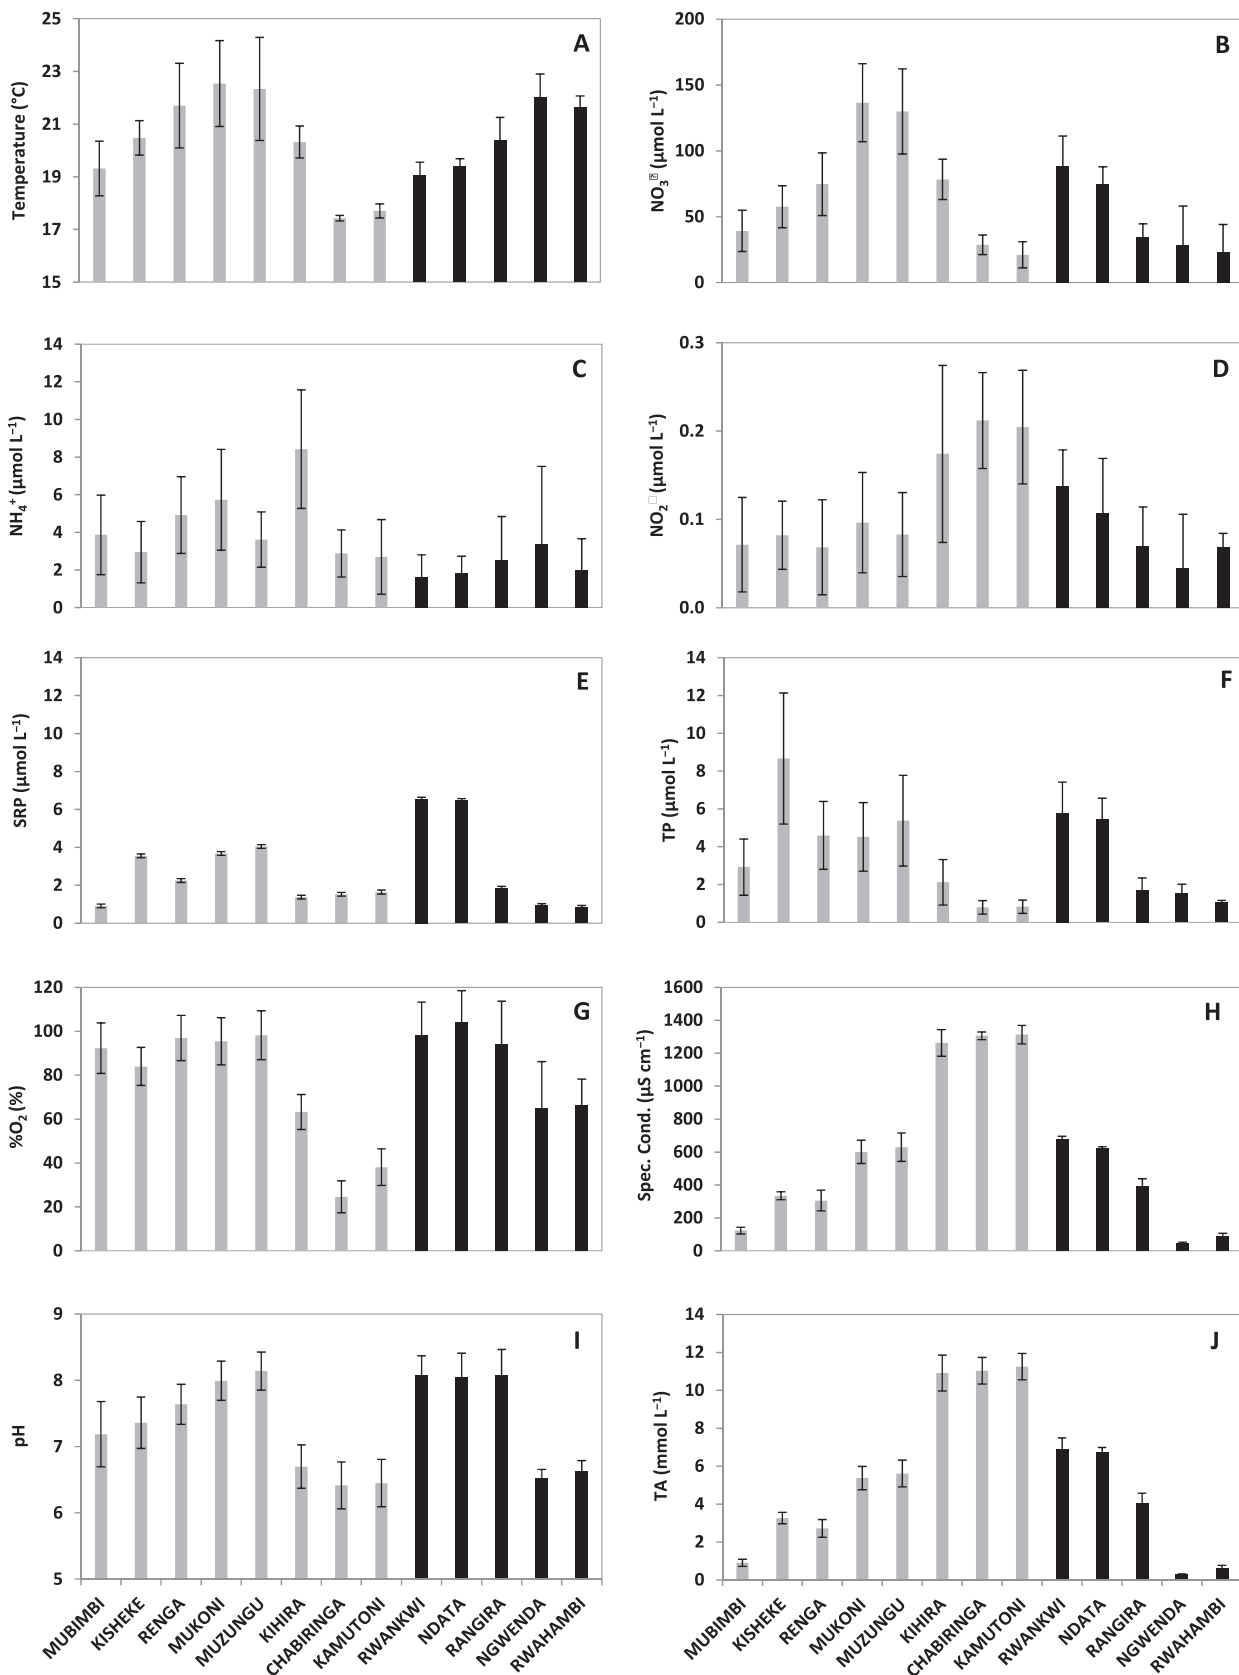 A
Temperature (°C)
25
23
21
19
17
15
B
NO₃⍰ (µmol L⁻¹)
200
150
100
50
0
C
NH₄⁺ (µmol L⁻¹)
14
12
10
8
6
4
2
0
D
NO₂□ (µmol L⁻¹)
0.3
0.2
0.1
0.0
E
SRP (µmol L⁻¹)
14
12
10
8
6
4
2
0
F
TP (µmol L⁻¹)
14
12
10
8
6
4
2
0
G
%O₂ (%)
120
100
80
60
40
20
0
H
Spec. Cond. (µS cm⁻¹)
1600
1400
1200
1000
800
600
400
200
0
I
pH
9
8
7
6
5
MUBIMBI
KISHEKE
RENGA
MUKONI
MUZUNGU
KIHIRA
CHABIRINGA
KAMUTONI
RWANKWI
NDATA
RANGIRA
NGWENDA
RWAHAMBI
J
TA (mmol L⁻¹)
14
12
10
8
6
4
2
0
MUBIMBI
KISHEKE
RENGA
MUKONI
MUZUNGU
KIHIRA
CHABIRINGA
KAMUTONI
RWANKWI
NDATA
RANGIRA
NGWENDA
RWAHAMBI